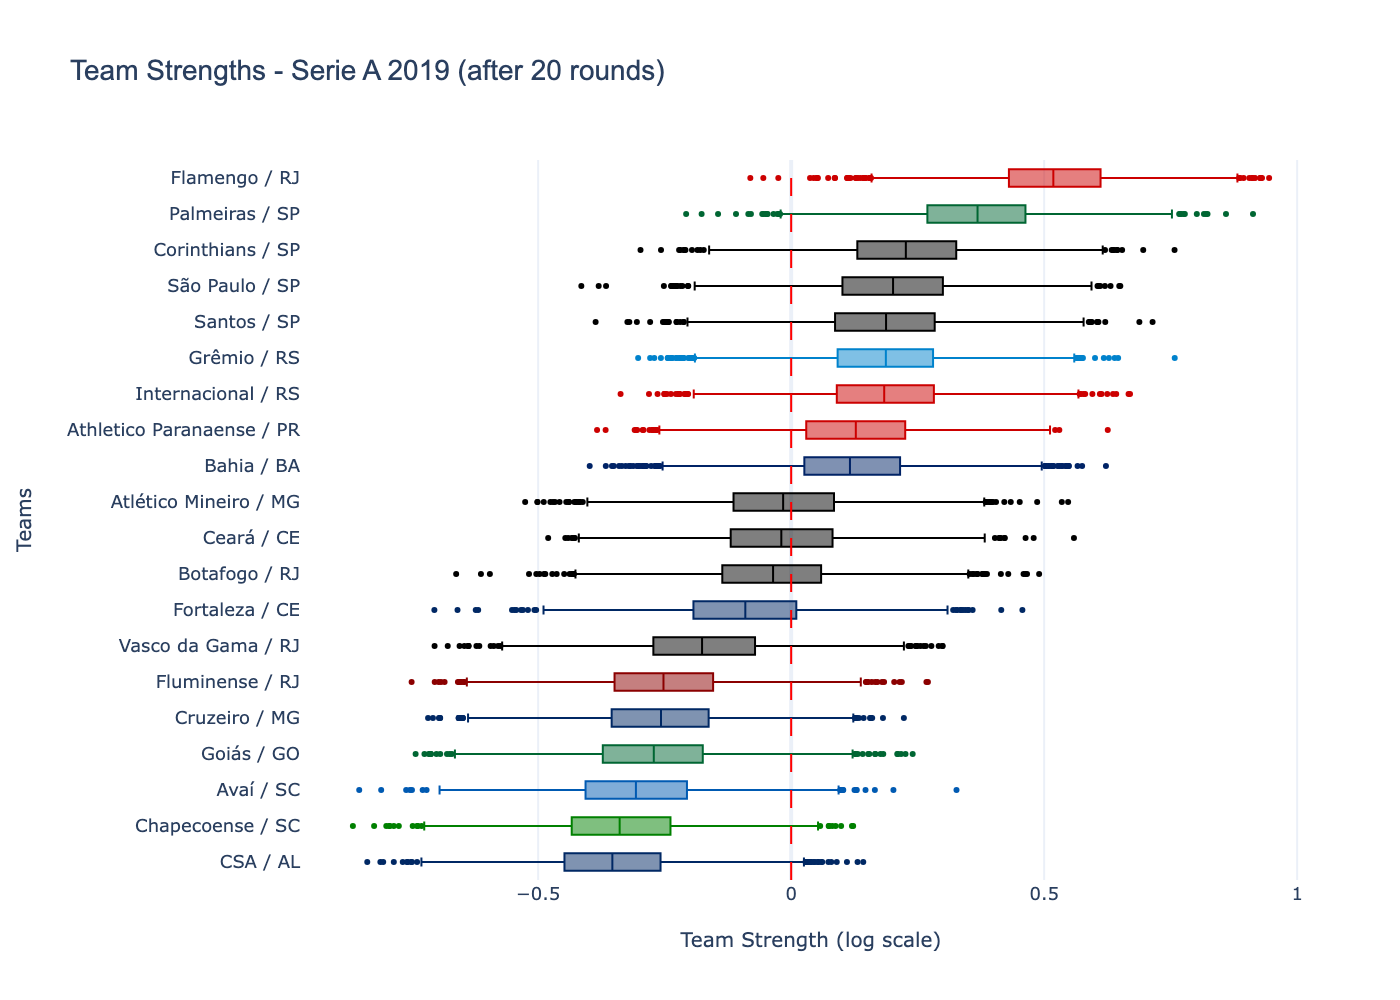 Team Strengths - Serie A 2019 (after 20 rounds)
Teams
Flamengo / RJ
Palmeiras / SP
Corinthians / SP
São Paulo / SP
Santos / SP
Grêmio / RS
Internacional / RS
Athletico Paranaense / PR
Bahia / BA
Atlético Mineiro / MG
Ceará / CE
Botafogo / RJ
Fortaleza / CE
Vasco da Gama / RJ
Fluminense / RJ
Cruzeiro / MG
Goiás / GO
Avaí / SC
Chapecoense / SC
CSA / AL
−0.5 0 0.5 1
Team Strength (log scale)